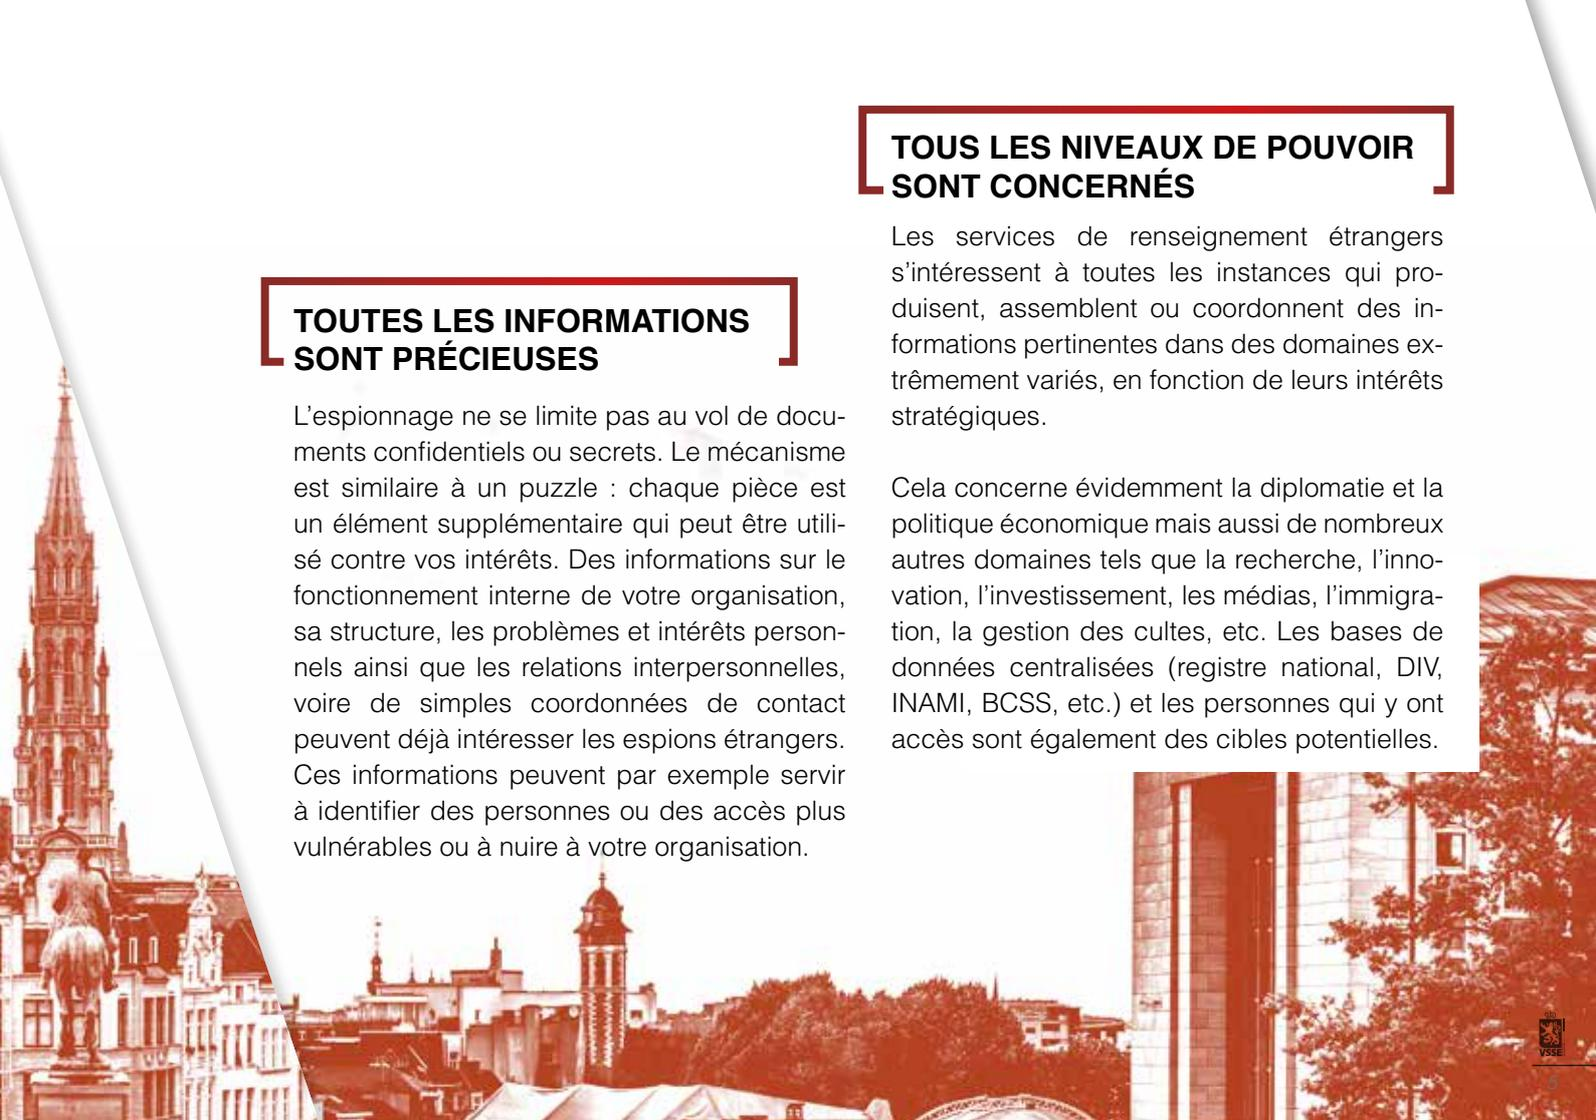 TOUTES LES INFORMATIONS
SONT PRÉCIEUSES
L’espionnage ne se limite pas au vol de docu-
ments confidentiels ou secrets. Le mécanisme
est similaire à un puzzle : chaque pièce est
un élément supplémentaire qui peut être utili-
sé contre vos intérêts. Des informations sur le
fonctionnement interne de votre organisation,
sa structure, les problèmes et intérêts person-
nels ainsi que les relations interpersonnelles,
voire de simples coordonnées de contact
peuvent déjà intéresser les espions étrangers.
Ces informations peuvent par exemple servir
à identifier des personnes ou des accès plus
vulnérables ou à nuire à votre organisation.
TOUS LES NIVEAUX DE POUVOIR
SONT CONCERNÉS
Les services de renseignement étrangers
s’intéressent à toutes les instances qui pro-
duisent, assemblent ou coordonnent des in-
formations pertinentes dans des domaines ex-
trêmement variés, en fonction de leurs intérêts
stratégiques.
Cela concerne évidemment la diplomatie et la
politique économique mais aussi de nombreux
autres domaines tels que la recherche, l’inno-
vation, l’investissement, les médias, l’immigra-
tion, la gestion des cultes, etc. Les bases de
données centralisées (registre national, DIV,
INAMI, BCSS, etc.) et les personnes qui y ont
accès sont également des cibles potentielles.
VSSE